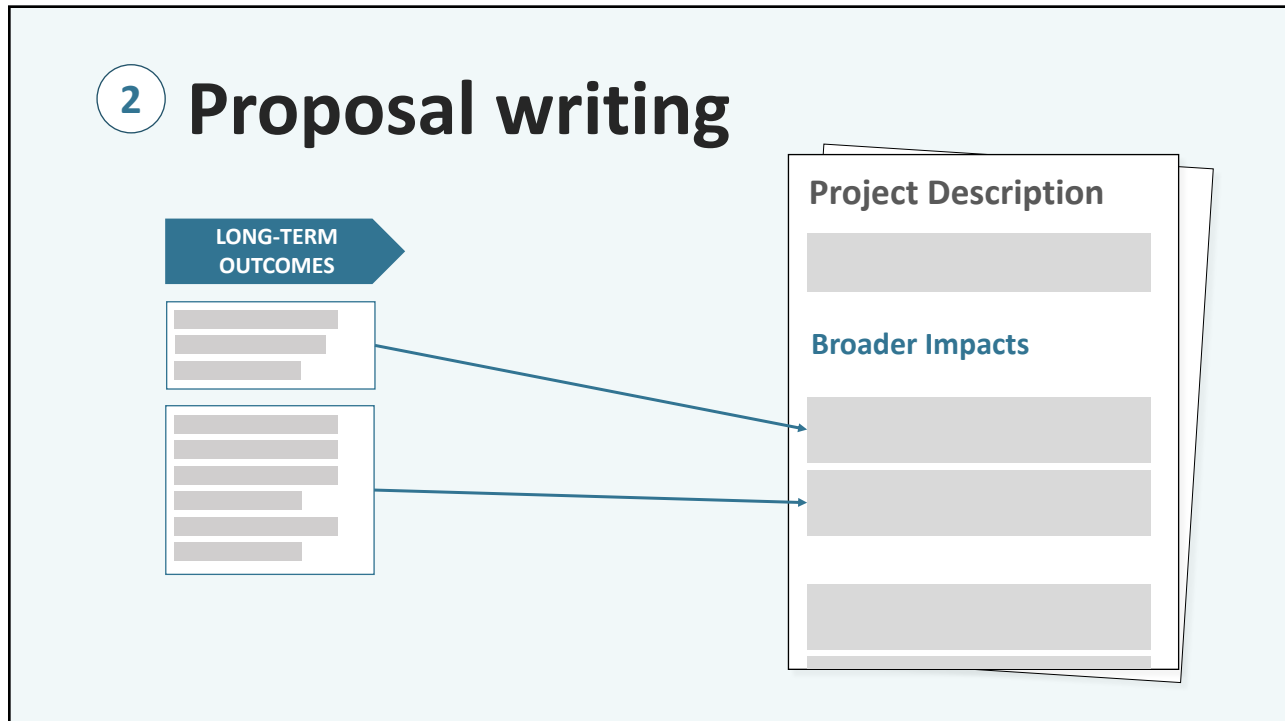 2 Proposal writing
LONG-TERM
OUTCOMES
Project Description
Broader Impacts